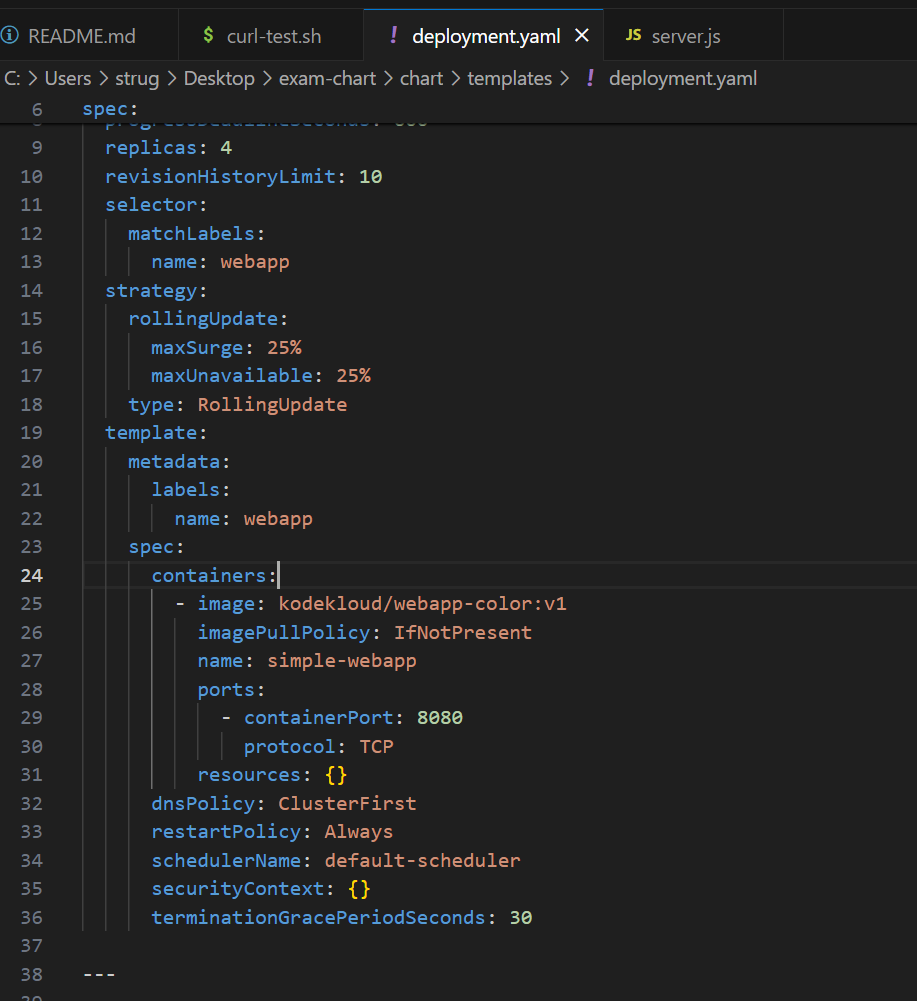 README.md $ curl-test.sh ! deployment.yaml × JS server.js
C: > Users > strug > Desktop > exam-chart > chart > templates > ! deployment.yaml
6 spec:
9 replicas: 4
10 revisionHistoryLimit: 10
11 selector:
12 matchLabels:
13 name: webapp
14 strategy:
15 rollingUpdate:
16 maxSurge: 25%
17 maxUnavailable: 25%
18 type: RollingUpdate
19 template:
20 metadata:
21 labels:
22 name: webapp
23 spec:
24 containers:
25 - image: kodekloud/webapp-color:v1
26 imagePullPolicy: IfNotPresent
27 name: simple-webapp
28 ports:
29 - containerPort: 8080
30 protocol: TCP
31 resources: {}
32 dnsPolicy: ClusterFirst
33 restartPolicy: Always
34 schedulerName: default-scheduler
35 securityContext: {}
36 terminationGracePeriodSeconds: 30
37
38 ---